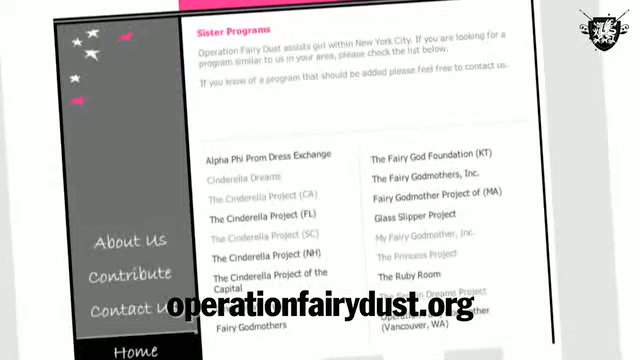 Sister Programs
Operation Fairy Dust assists girl within New York City. If you are looking for a
program similar to us in your area, please check the list below.
If you know of a program that should be added please feel free to contact us.
Alpha Phi Prom Dress Exchange
Cinderella Dreams
The Cinderella Project (CA)
The Cinderella Project (FL)
The Cinderella Project (SC)
The Cinderella Project (NH)
The Cinderella Project of the
Capital
Fairy Godmothers
The Fairy God Foundation (KT)
The Fairy Godmothers, Inc.
Fairy Godmother Project of (MA)
Glass Slipper Project
My Fairy Godmother, Inc.
The Princess Project
The Ruby Room
Dreams Project
(Vancouver, WA)
About Us
Contribute
Contact
Home
operationfairydust.org